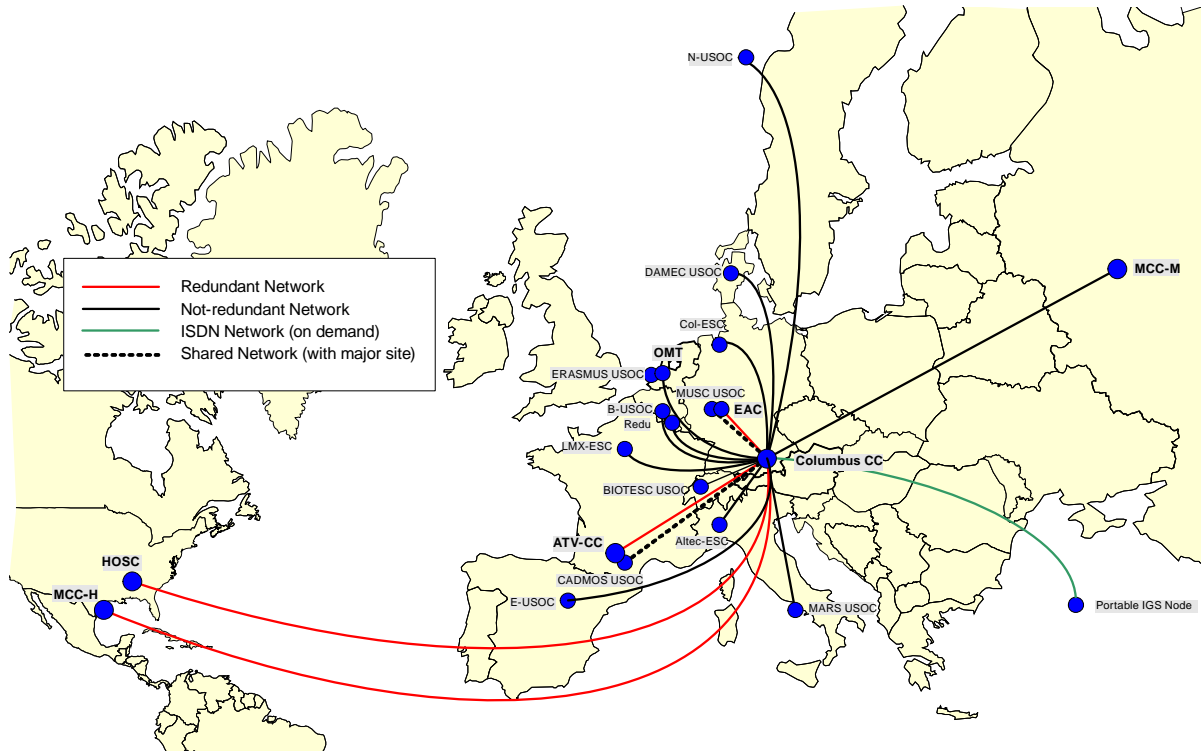 N-USOC
DAMEC USOC
MCC-M
Redundant Network
Not-redundant Network
ISDN Network (on demand)
Shared Network (with major site)
Col-ESC
OMT
ERASMUS USOC
MUSC USOC
B-USOC
EAC
Redu
LMX-ESC
Columbus CC
BIOTESC USOC
ATV-CC
Altec-ESC
HOSC
CADMOS USOC
MCC-H
E-USOC
MARS USOC
Portable IGS Node